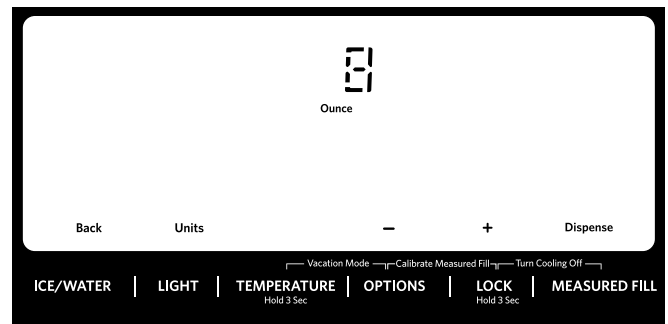 8
Ounce
Back Units – + Dispense
Vacation Mode Calibrate Measured Fill Turn Cooling Off
ICE/WATER | LIGHT | TEMPERATURE | OPTIONS | LOCK | MEASURED FILL
Hold 3 Sec Hold 3 Sec